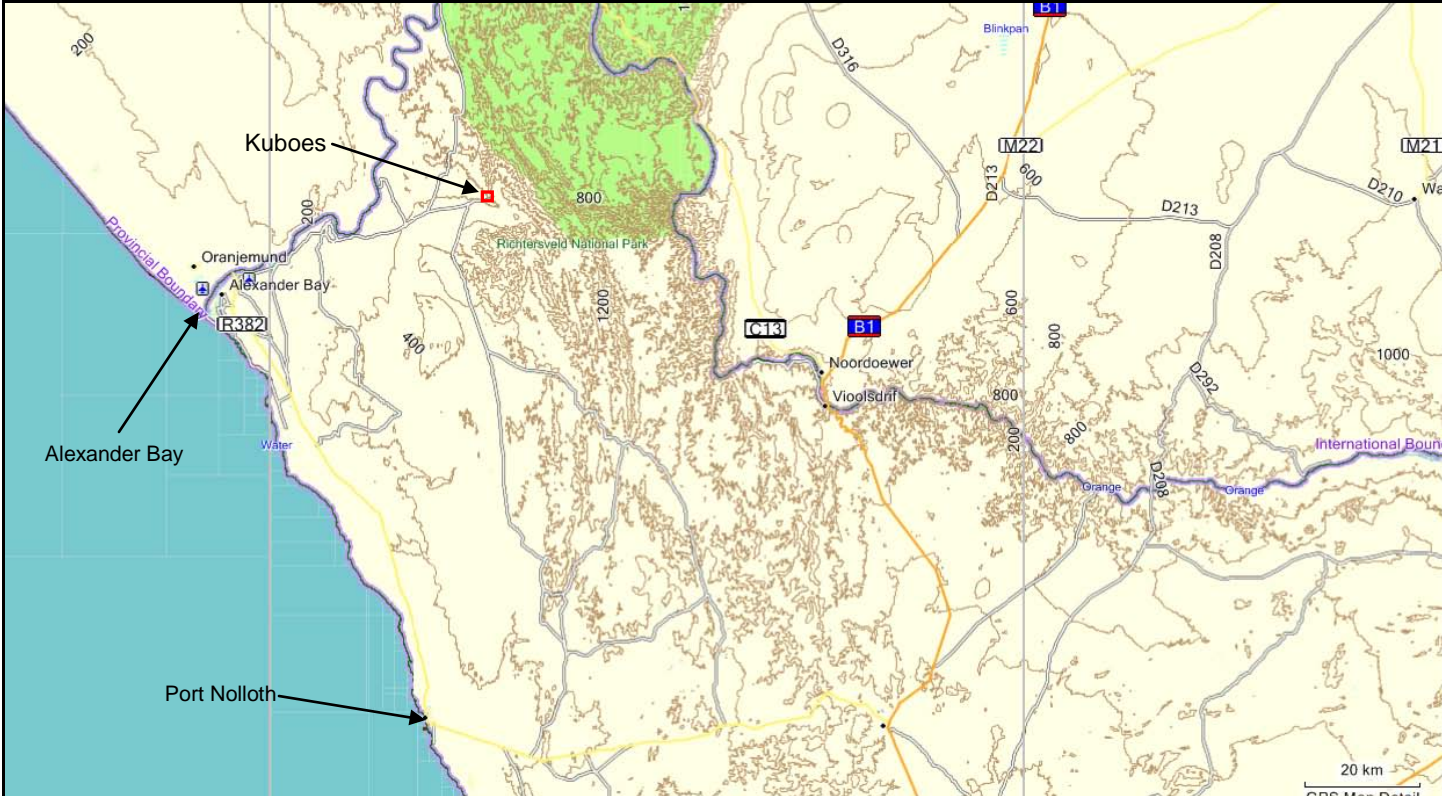 B1
200
D316
Blinkpan
M22
M21
Kuboes
D213
600
800
D210
200
D213
Richtersveld National Park
D208
Provincial Boundary
Oranjemund
Alexander Bay
R382
1200
600
C13
B1
800
400
1000
Noordoewer
D292
Vioolsdrif
800
800
200
Water
International Boun
Alexander Bay
D208
Orange
Orange
Port Nolloth
20 km